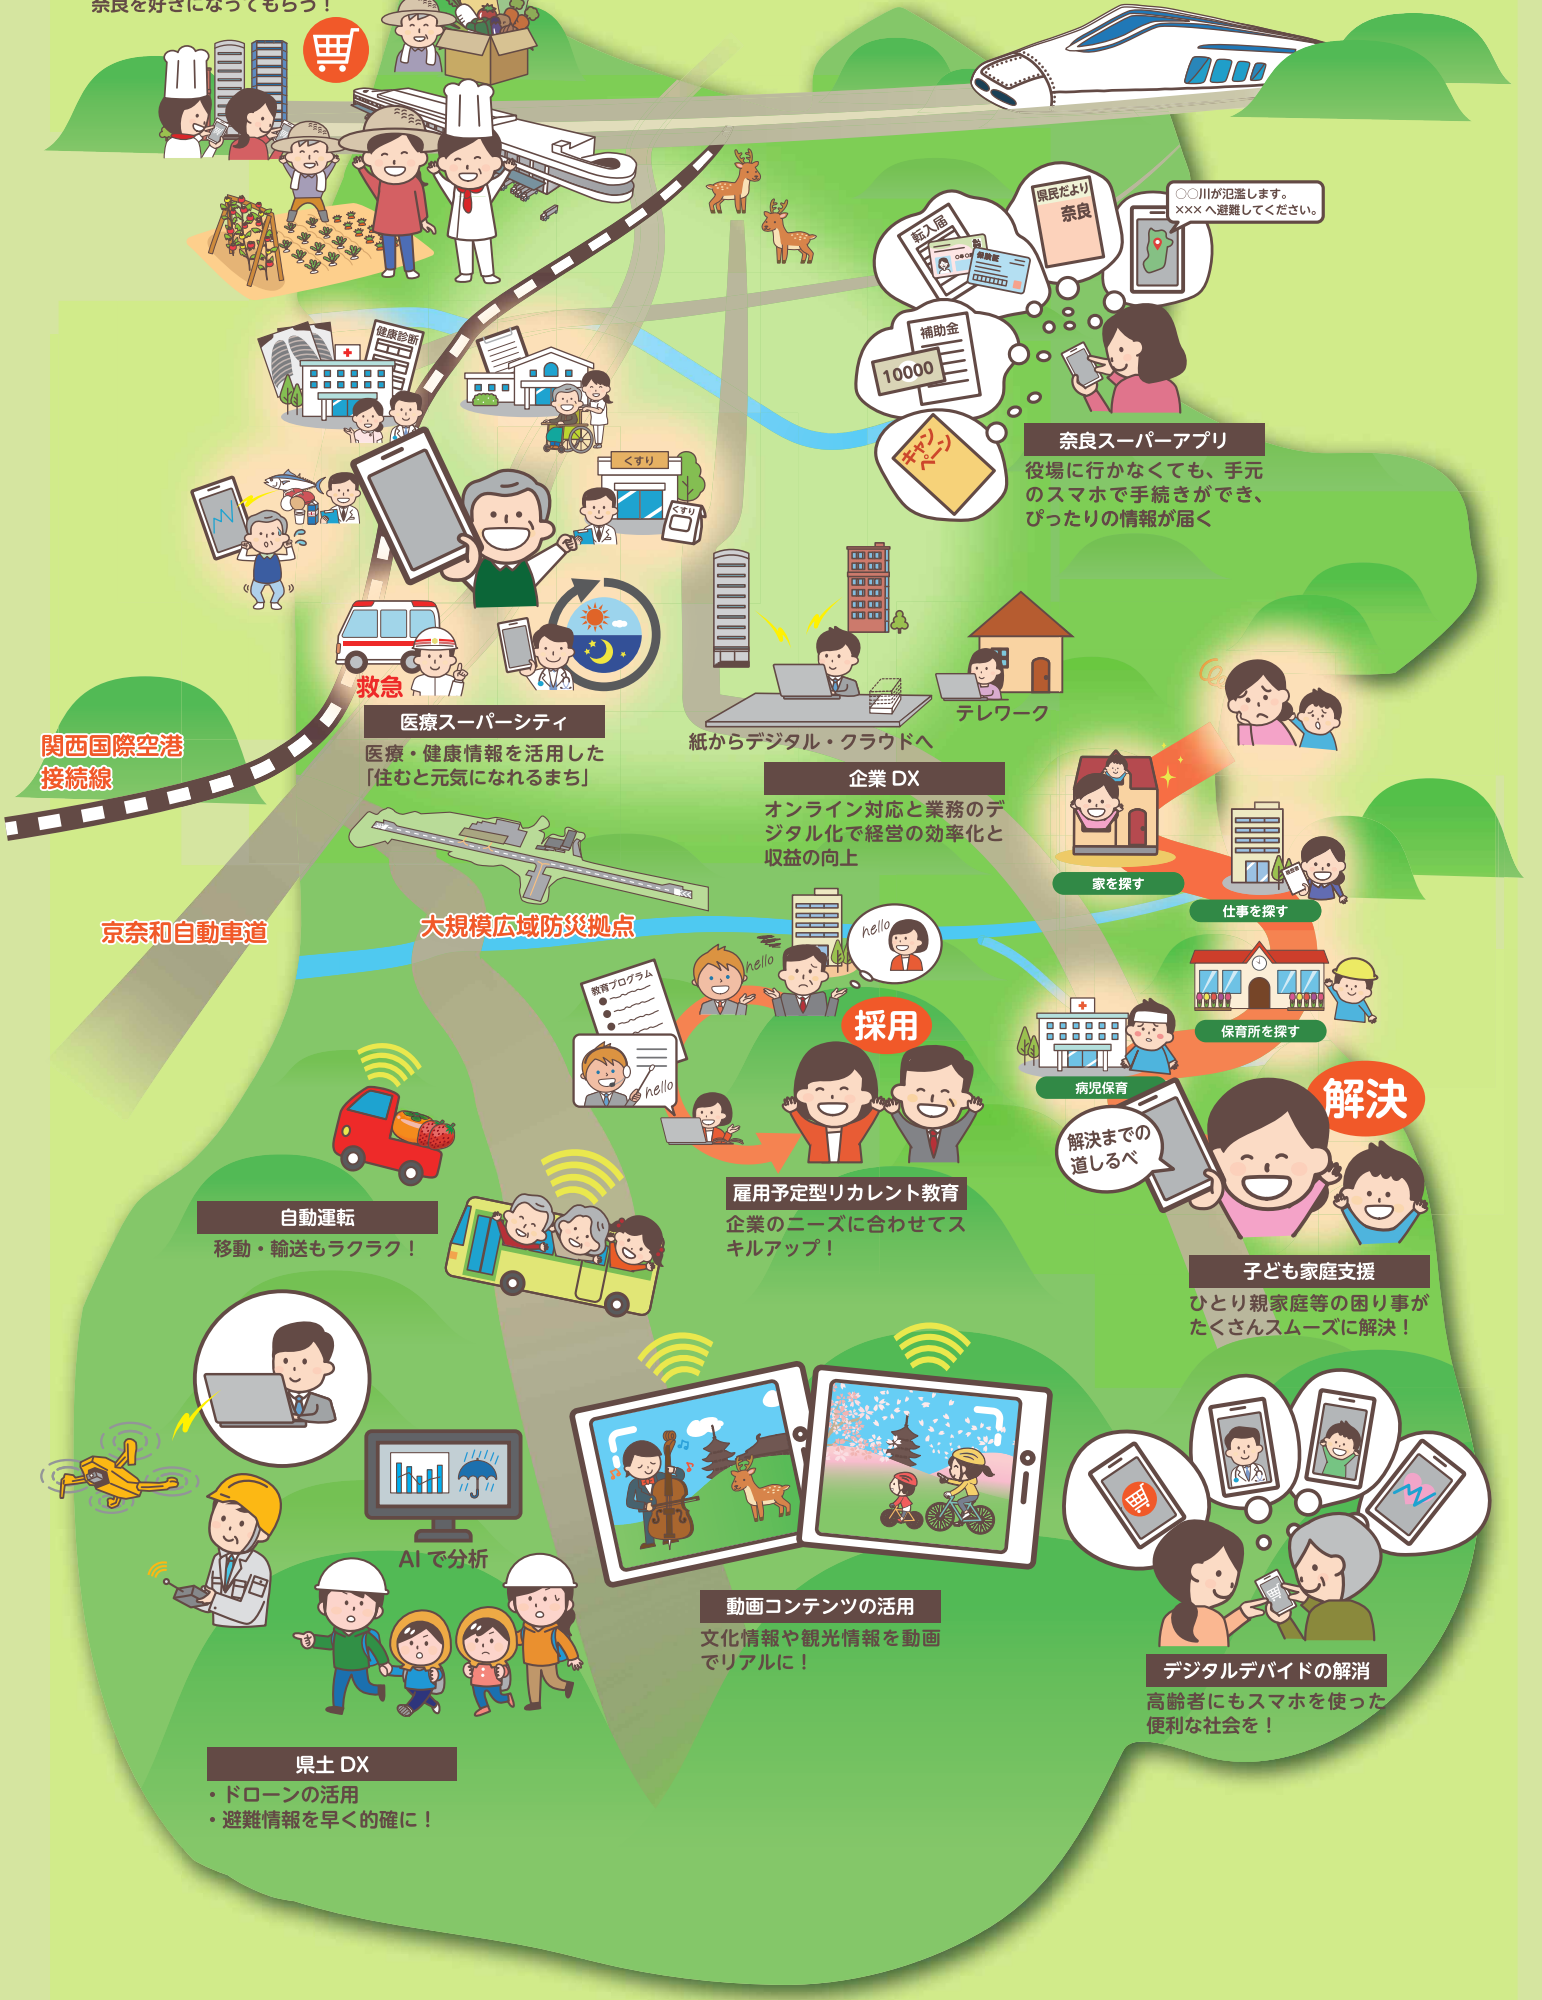 奈良を好きになってもらう！
○○川が氾濫します。
×××へ避難してください。
県民だより
奈良
転入届
保険証
補助金
10000
キャン
ペーン
奈良スーパーアプリ
役場に行かなくても、手元
のスマホで手続きができ、
ぴったりの情報が届く
健康診断
くすり
くすり
救急
医療スーパーシティ
医療・健康情報を活用した
「住むと元気になれるまち」
関西国際空港
接続線
テレワーク
紙からデジタル・クラウドへ
企業 DX
オンライン対応と業務のデ
ジタル化で経営の効率化と
収益の向上
京奈和自動車道
大規模広域防災拠点
家を探す
仕事を探す
保育所を探す
病児保育
解決
解決までの
道しるべ
子ども家庭支援
ひとり親家庭等の困り事が
たくさんスムーズに解決！
教育プログラム
hello
hello
hello
採用
雇用予定型リカレント教育
企業のニーズに合わせてス
キルアップ！
自動運転
移動・輸送もラクラク！
AI で分析
動画コンテンツの活用
文化情報や観光情報を動画
でリアルに！
デジタルデバイドの解消
高齢者にもスマホを使った
便利な社会を！
県土 DX
・ドローンの活用
・避難情報を早く的確に！